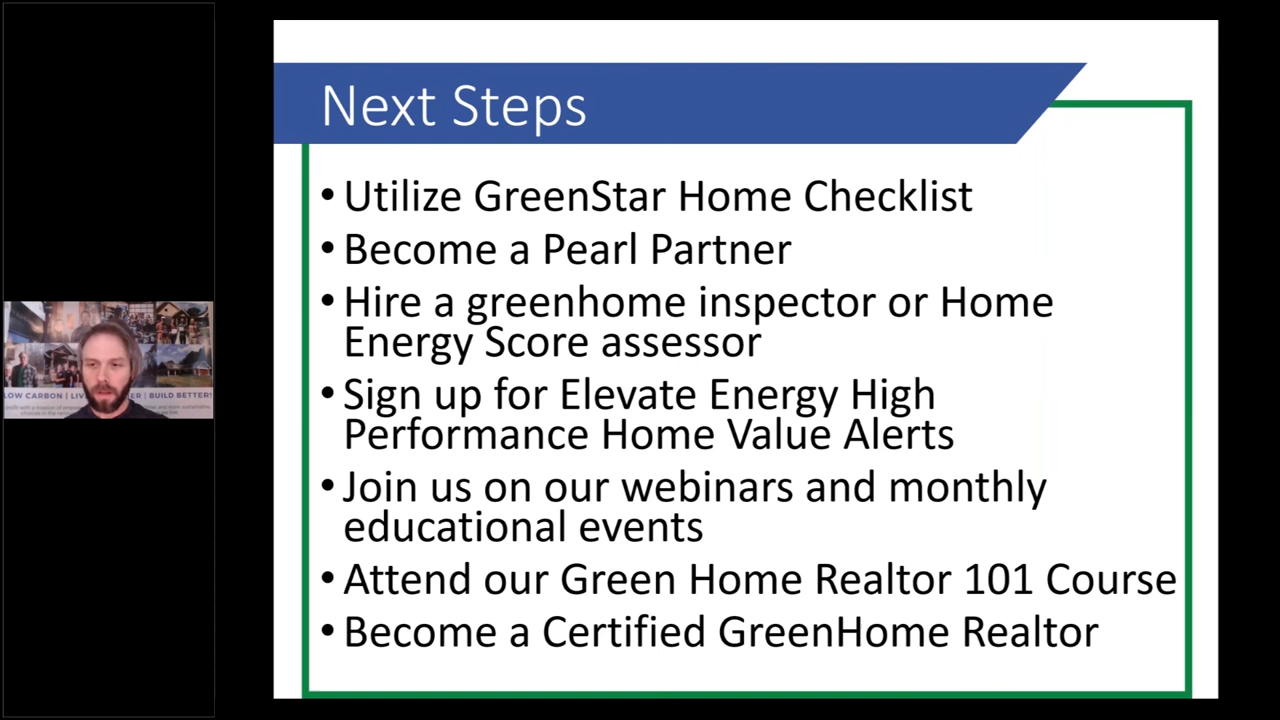 Next Steps
• Utilize GreenStar Home Checklist
• Become a Pearl Partner
• Hire a greenhome inspector or Home
Energy Score assessor
• Sign up for Elevate Energy High
Performance Home Value Alerts
• Join us on our webinars and monthly
educational events
• Attend our Green Home Realtor 101 Course
• Become a Certified GreenHome Realtor
LOW CARBON | LIV ER | BUILD BETTER!